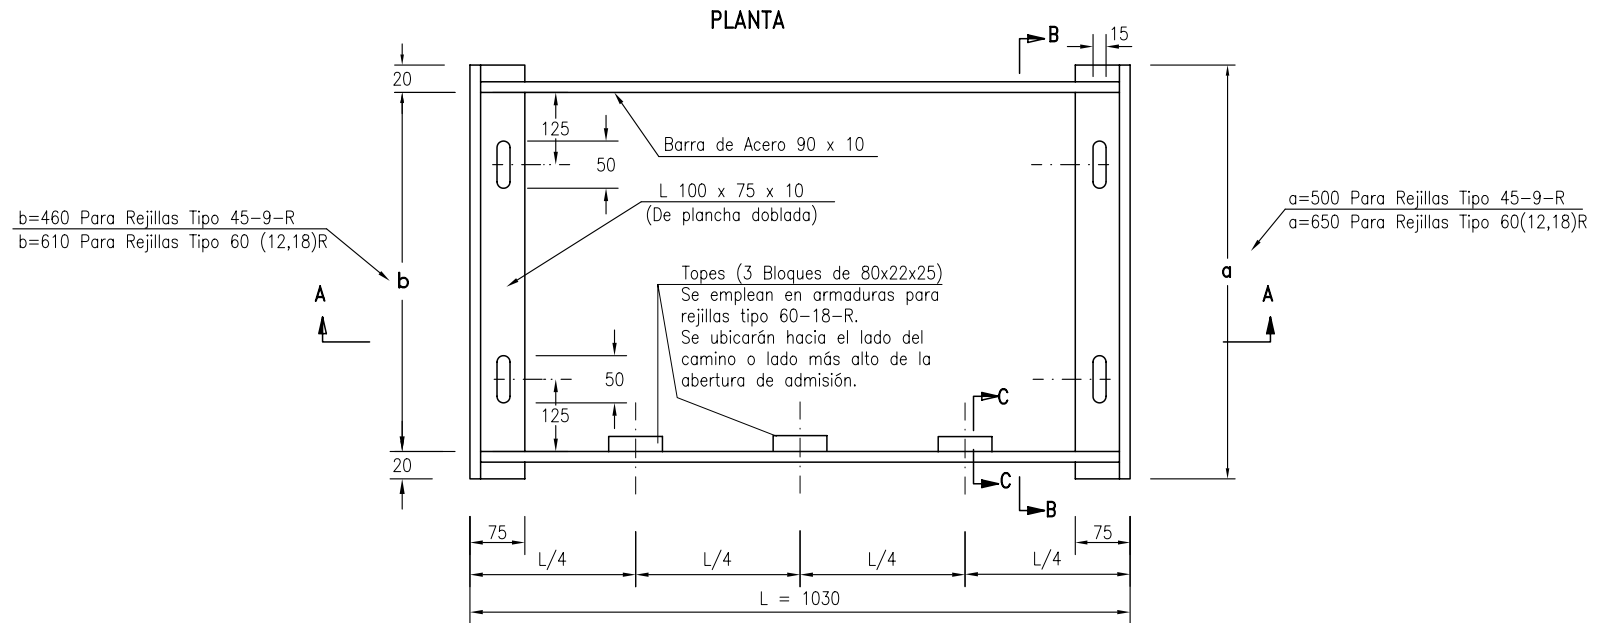 PLANTA
B
15
20
125
Barra de Acero 90 x 10
50
L 100 x 75 x 10
(De plancha doblada)
b=460 Para Rejillas Tipo 45-9-R
b=610 Para Rejillas Tipo 60 (12,18)R
a=500 Para Rejillas Tipo 45-9-R
a=650 Para Rejillas Tipo 60(12,18)R
b
a
A
A
Topes (3 Bloques de 80x22x25)
Se emplean en armaduras para
rejillas tipo 60-18-R.
Se ubicarán hacia el lado del
camino o lado más alto de la
abertura de admisión.
50
125
C
20
C
B
75
75
L/4
L/4
L/4
L/4
L = 1030